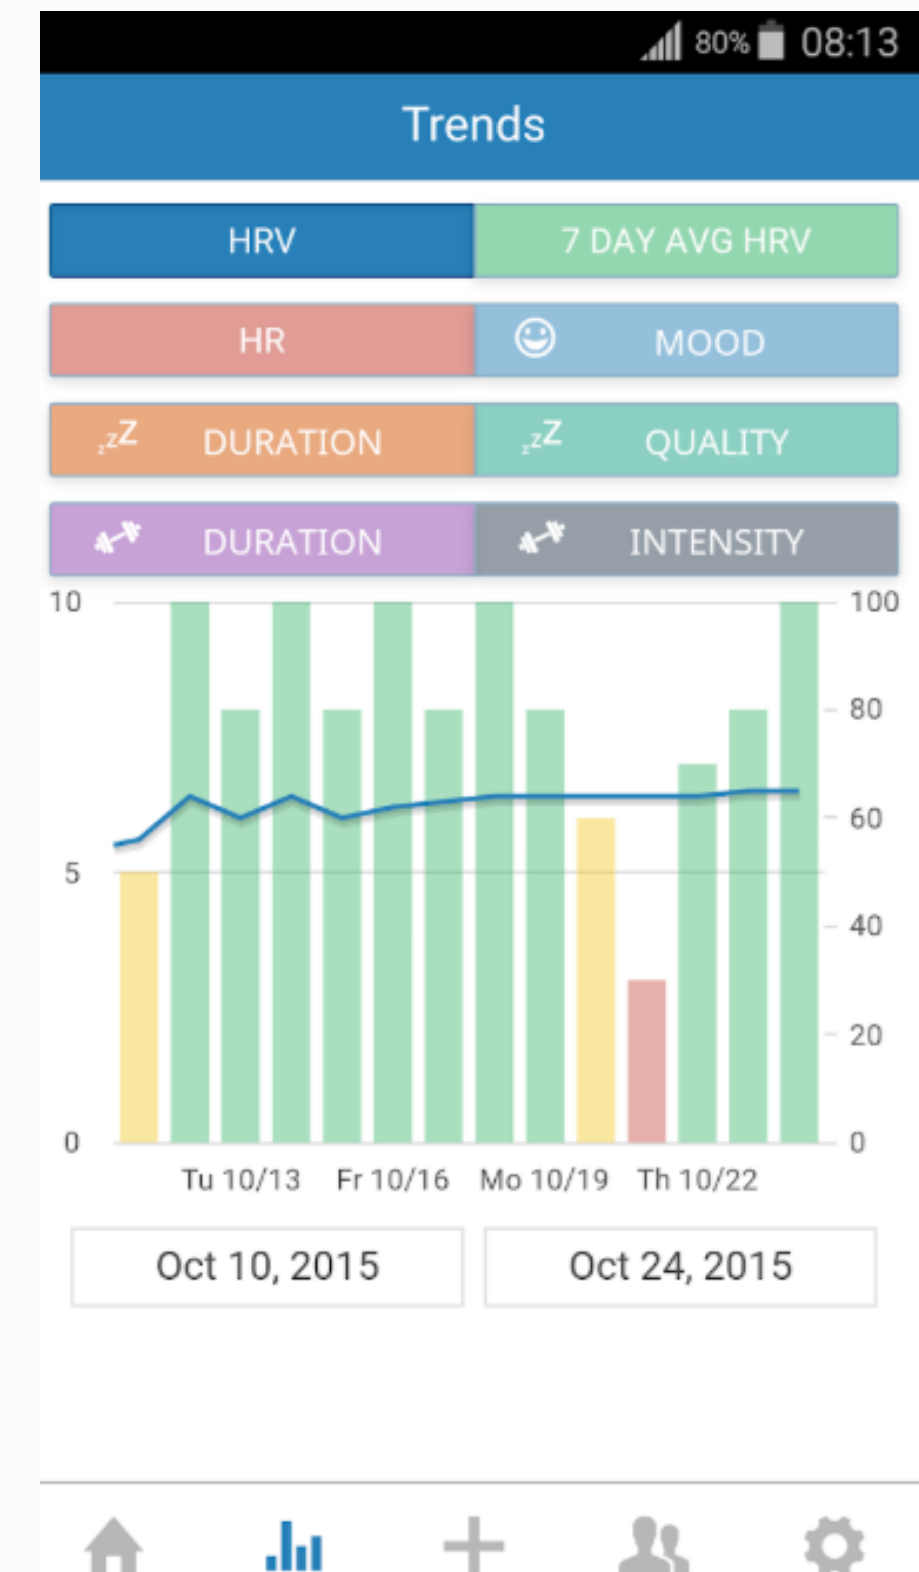 80% 08:13
Trends
HRV 7 DAY AVG HRV
HR MOOD
zzZ DURATION zzZ QUALITY
DURATION INTENSITY
10 100
80
60
5
40
20
0 0
Tu 10/13 Fr 10/16 Mo 10/19 Th 10/22
Oct 10, 2015 Oct 24, 2015